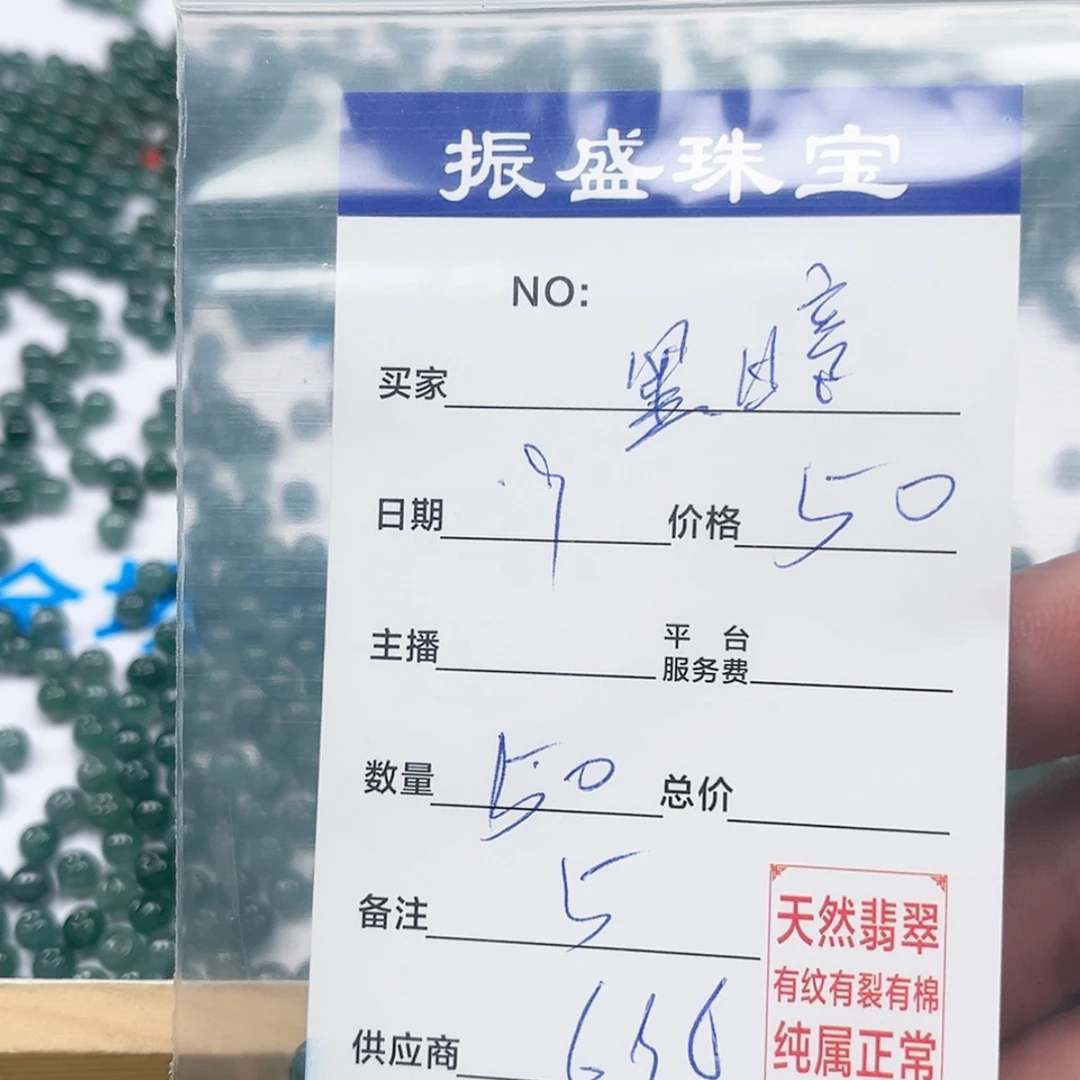 振盛珠宝
NO:
买家
日期 .9 价格 50
主播 平台服务费
数量 50 总价
备注 5
天然翡翠
有纹有裂有棉
纯属正常
供应商